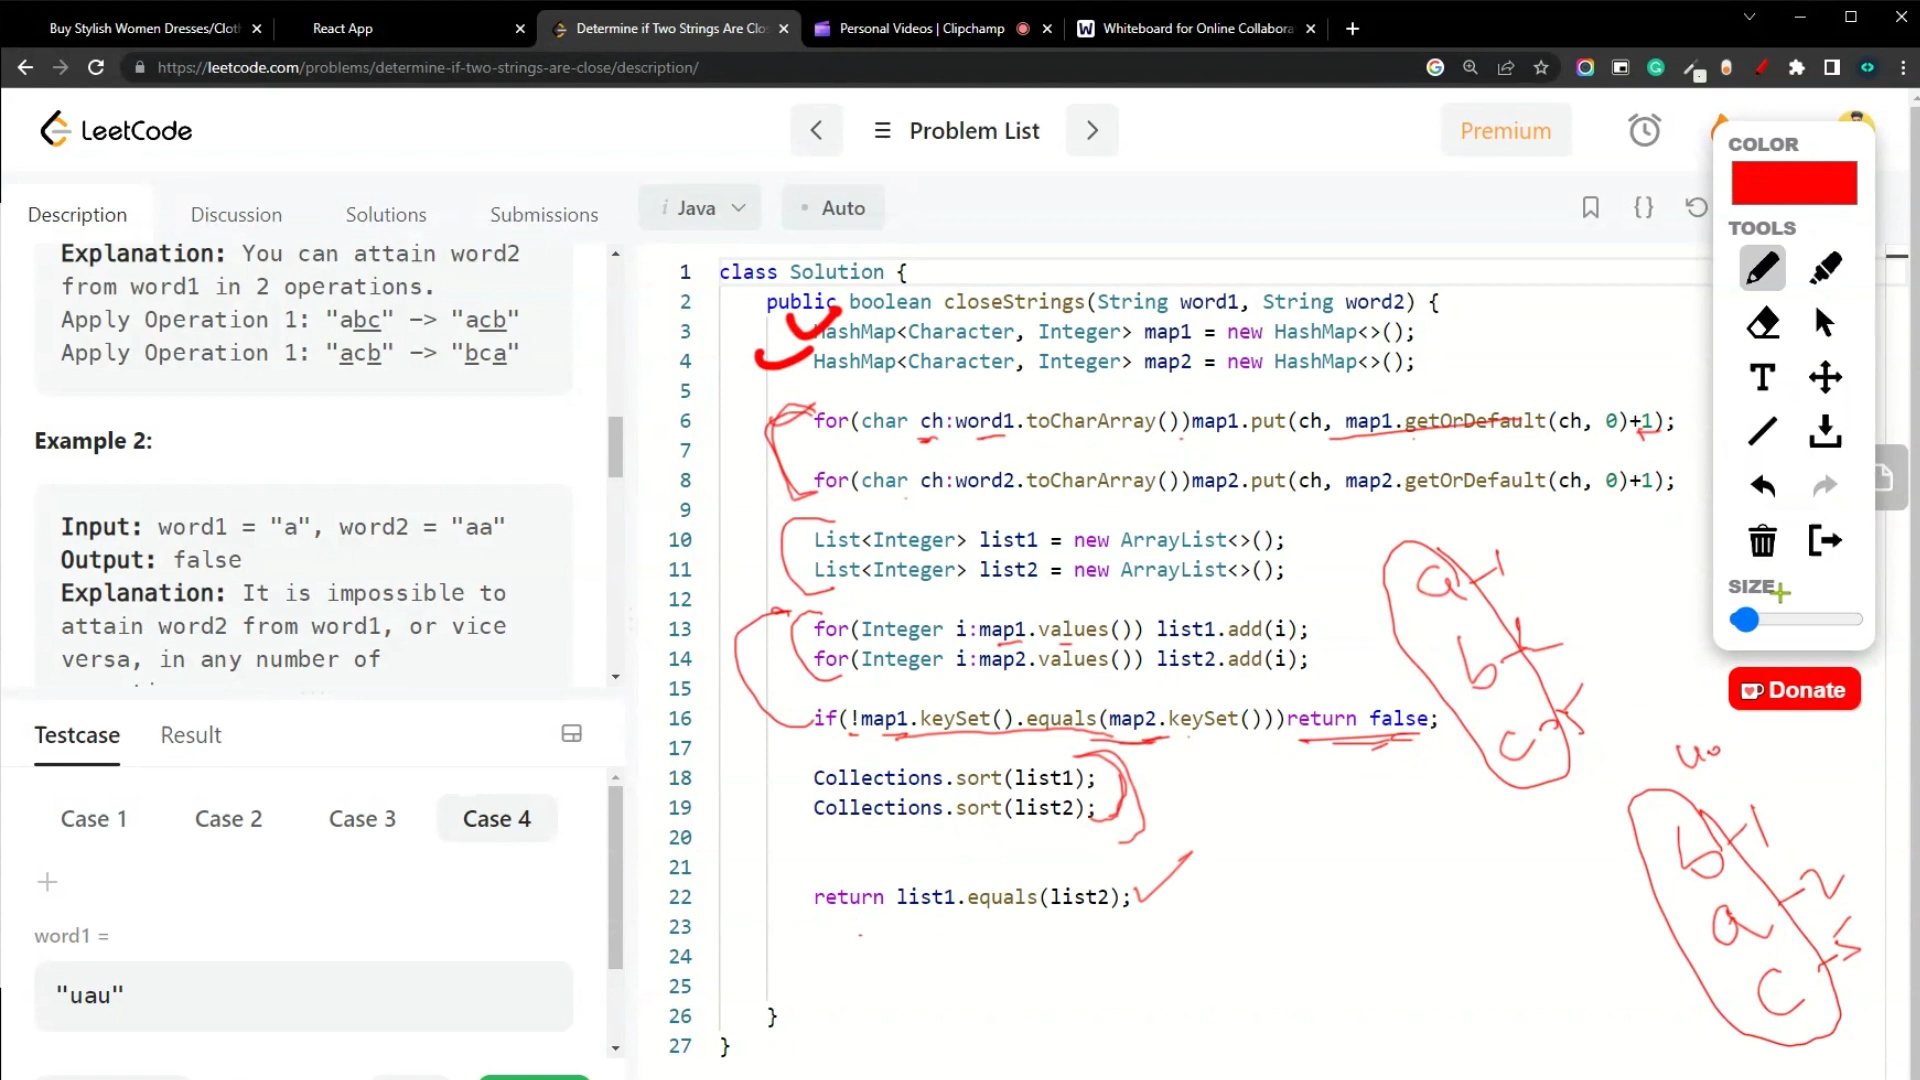 Buy Stylish Women Dresses/Clot
React App
Determine if Two Strings Are Clo
Personal Videos | Clipchamp
Whiteboard for Online Collabora
https://leetcode.com/problems/determine-if-two-strings-are-close/description/
LeetCode
Problem List
Premium
Description
Discussion
Solutions
Submissions
Explanation: You can attain word2
from word1 in 2 operations.
Apply Operation 1: "abc" -> "acb"
Apply Operation 1: "acb" -> "bca"
Example 2:
Input: word1 = "a", word2 = "aa"
Output: false
Explanation: It is impossible to
attain word2 from word1, or vice
versa, in any number of
Testcase
Result
Case 1
Case 2
Case 3
Case 4
word1 =
"uau"
i Java
Auto
1 class Solution {
2 public boolean closeStrings(String word1, String word2) {
3 HashMap<Character, Integer> map1 = new HashMap<>();
4 HashMap<Character, Integer> map2 = new HashMap<>();
5
6 for(char ch:word1.toCharArray())map1.put(ch, map1.getOrDefault(ch, 0)+1);
7
8 for(char ch:word2.toCharArray())map2.put(ch, map2.getOrDefault(ch, 0)+1);
9
10 List<Integer> list1 = new ArrayList<>();
11 List<Integer> list2 = new ArrayList<>();
12
13 for(Integer i:map1.values()) list1.add(i);
14 for(Integer i:map2.values()) list2.add(i);
15
16 if(!map1.keySet().equals(map2.keySet()))return false;
17
18 Collections.sort(list1);
19 Collections.sort(list2);
20
21
22 return list1.equals(list2);
23
24
25
26 }
27 }
a-1
b
c
b-1
a-2
c-5
COLOR
TOOLS
SIZE
Donate